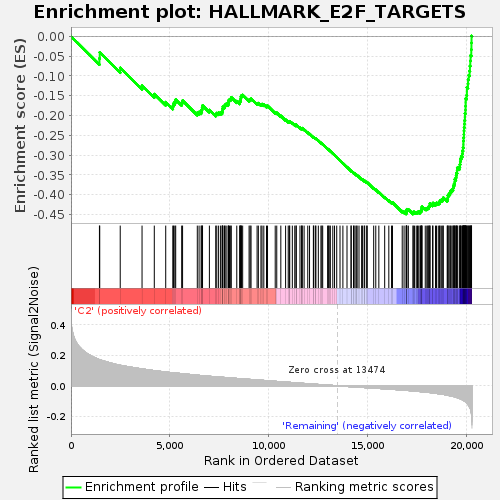 Enrichment plot: HALLMARK_E2F_TARGETS
Enrichment score (ES)
0.00
-0.05
-0.10
-0.15
-0.20
-0.25
-0.30
-0.35
-0.40
-0.45
Ranked list metric (Signal2Noise)
'C2' (positively correlated)
0.4
0.2
0.0
-0.2
Zero cross at 13474
'Remaining' (negatively correlated)
0
5,000
10,000
15,000
20,000
Rank in Ordered Dataset
Enrichment profile
Hits
Ranking metric scores